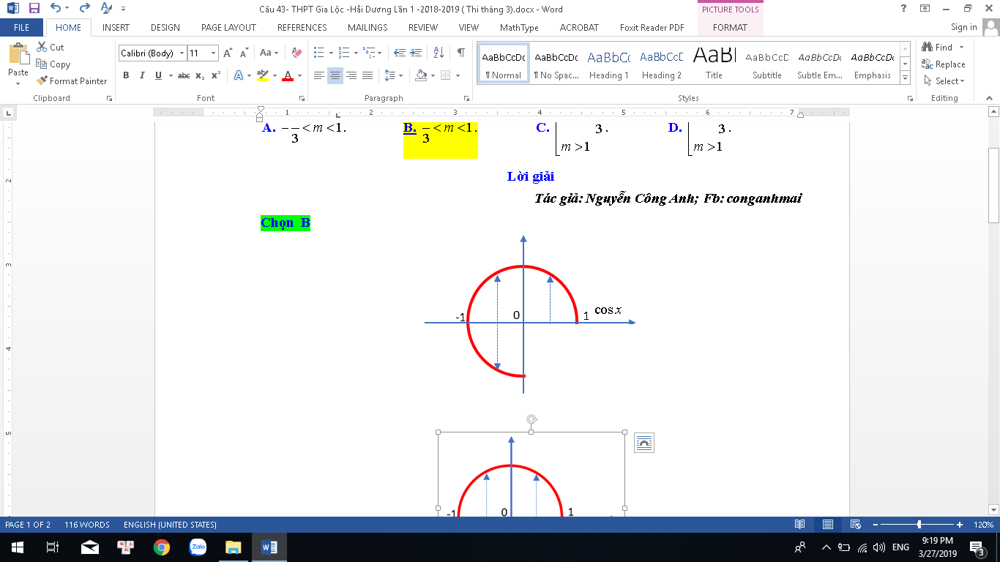 Câu 43- THPT Gia Lộc -Hải Dương Lần 1 -2018-2019 ( Thi tháng 3).docx - Word
PICTURE TOOLS
FILE HOME INSERT DESIGN PAGE LAYOUT REFERENCES MAILINGS REVIEW VIEW MathType ACROBAT Foxit Reader PDF FORMAT Sign in
Paste
Cut
Copy
Format Painter
Calibri (Body) 11
Aa
B I U abc x₂ x² A ab A
AaBbCcDc AaBbCcDc AaBbCc AaBbCcD AaBl AaBbCcD AaBbCcDc AaBbCcDc
¶ Normal ¶ No Spac... Heading 1 Heading 2 Title Subtitle Subtle Em... Emphasis
Find
Replace
Select
Clipboard Font Paragraph Styles Editing
1 2 3 4 5 6 7
2
3
4
5
A. − –/3 < m < 1. B. –/3 < m < 1. C. 3 . D. 3 .
m > 1 m > 1
Lời giải
Tác giả: Nguyễn Công Anh; Fb: conganhmai
Chọn B
-1 0 1 cos x
-1 0 1
PAGE 1 OF 2 116 WORDS ENGLISH (UNITED STATES) 120%
Zalo
ENG
9:19 PM
3/27/2019
3